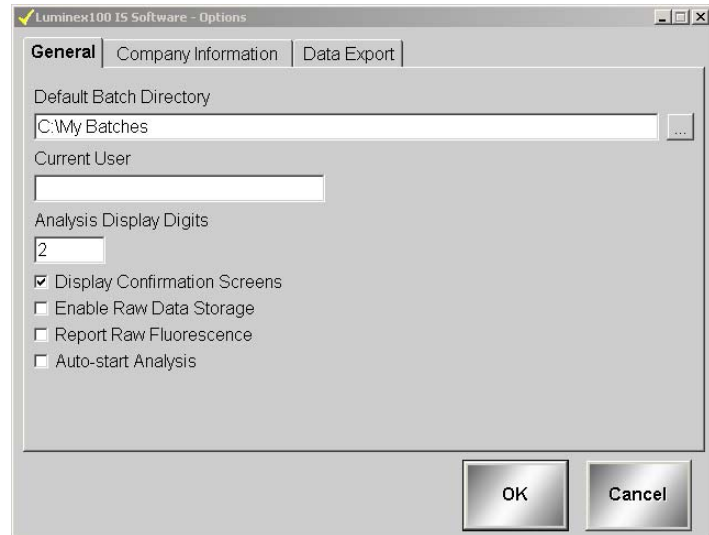 Luminex100 IS Software - Options
General Company Information Data Export
Default Batch Directory
C:\My Batches ...
Current User
Analysis Display Digits
2
Display Confirmation Screens
Enable Raw Data Storage
Report Raw Fluorescence
Auto-start Analysis
OK Cancel